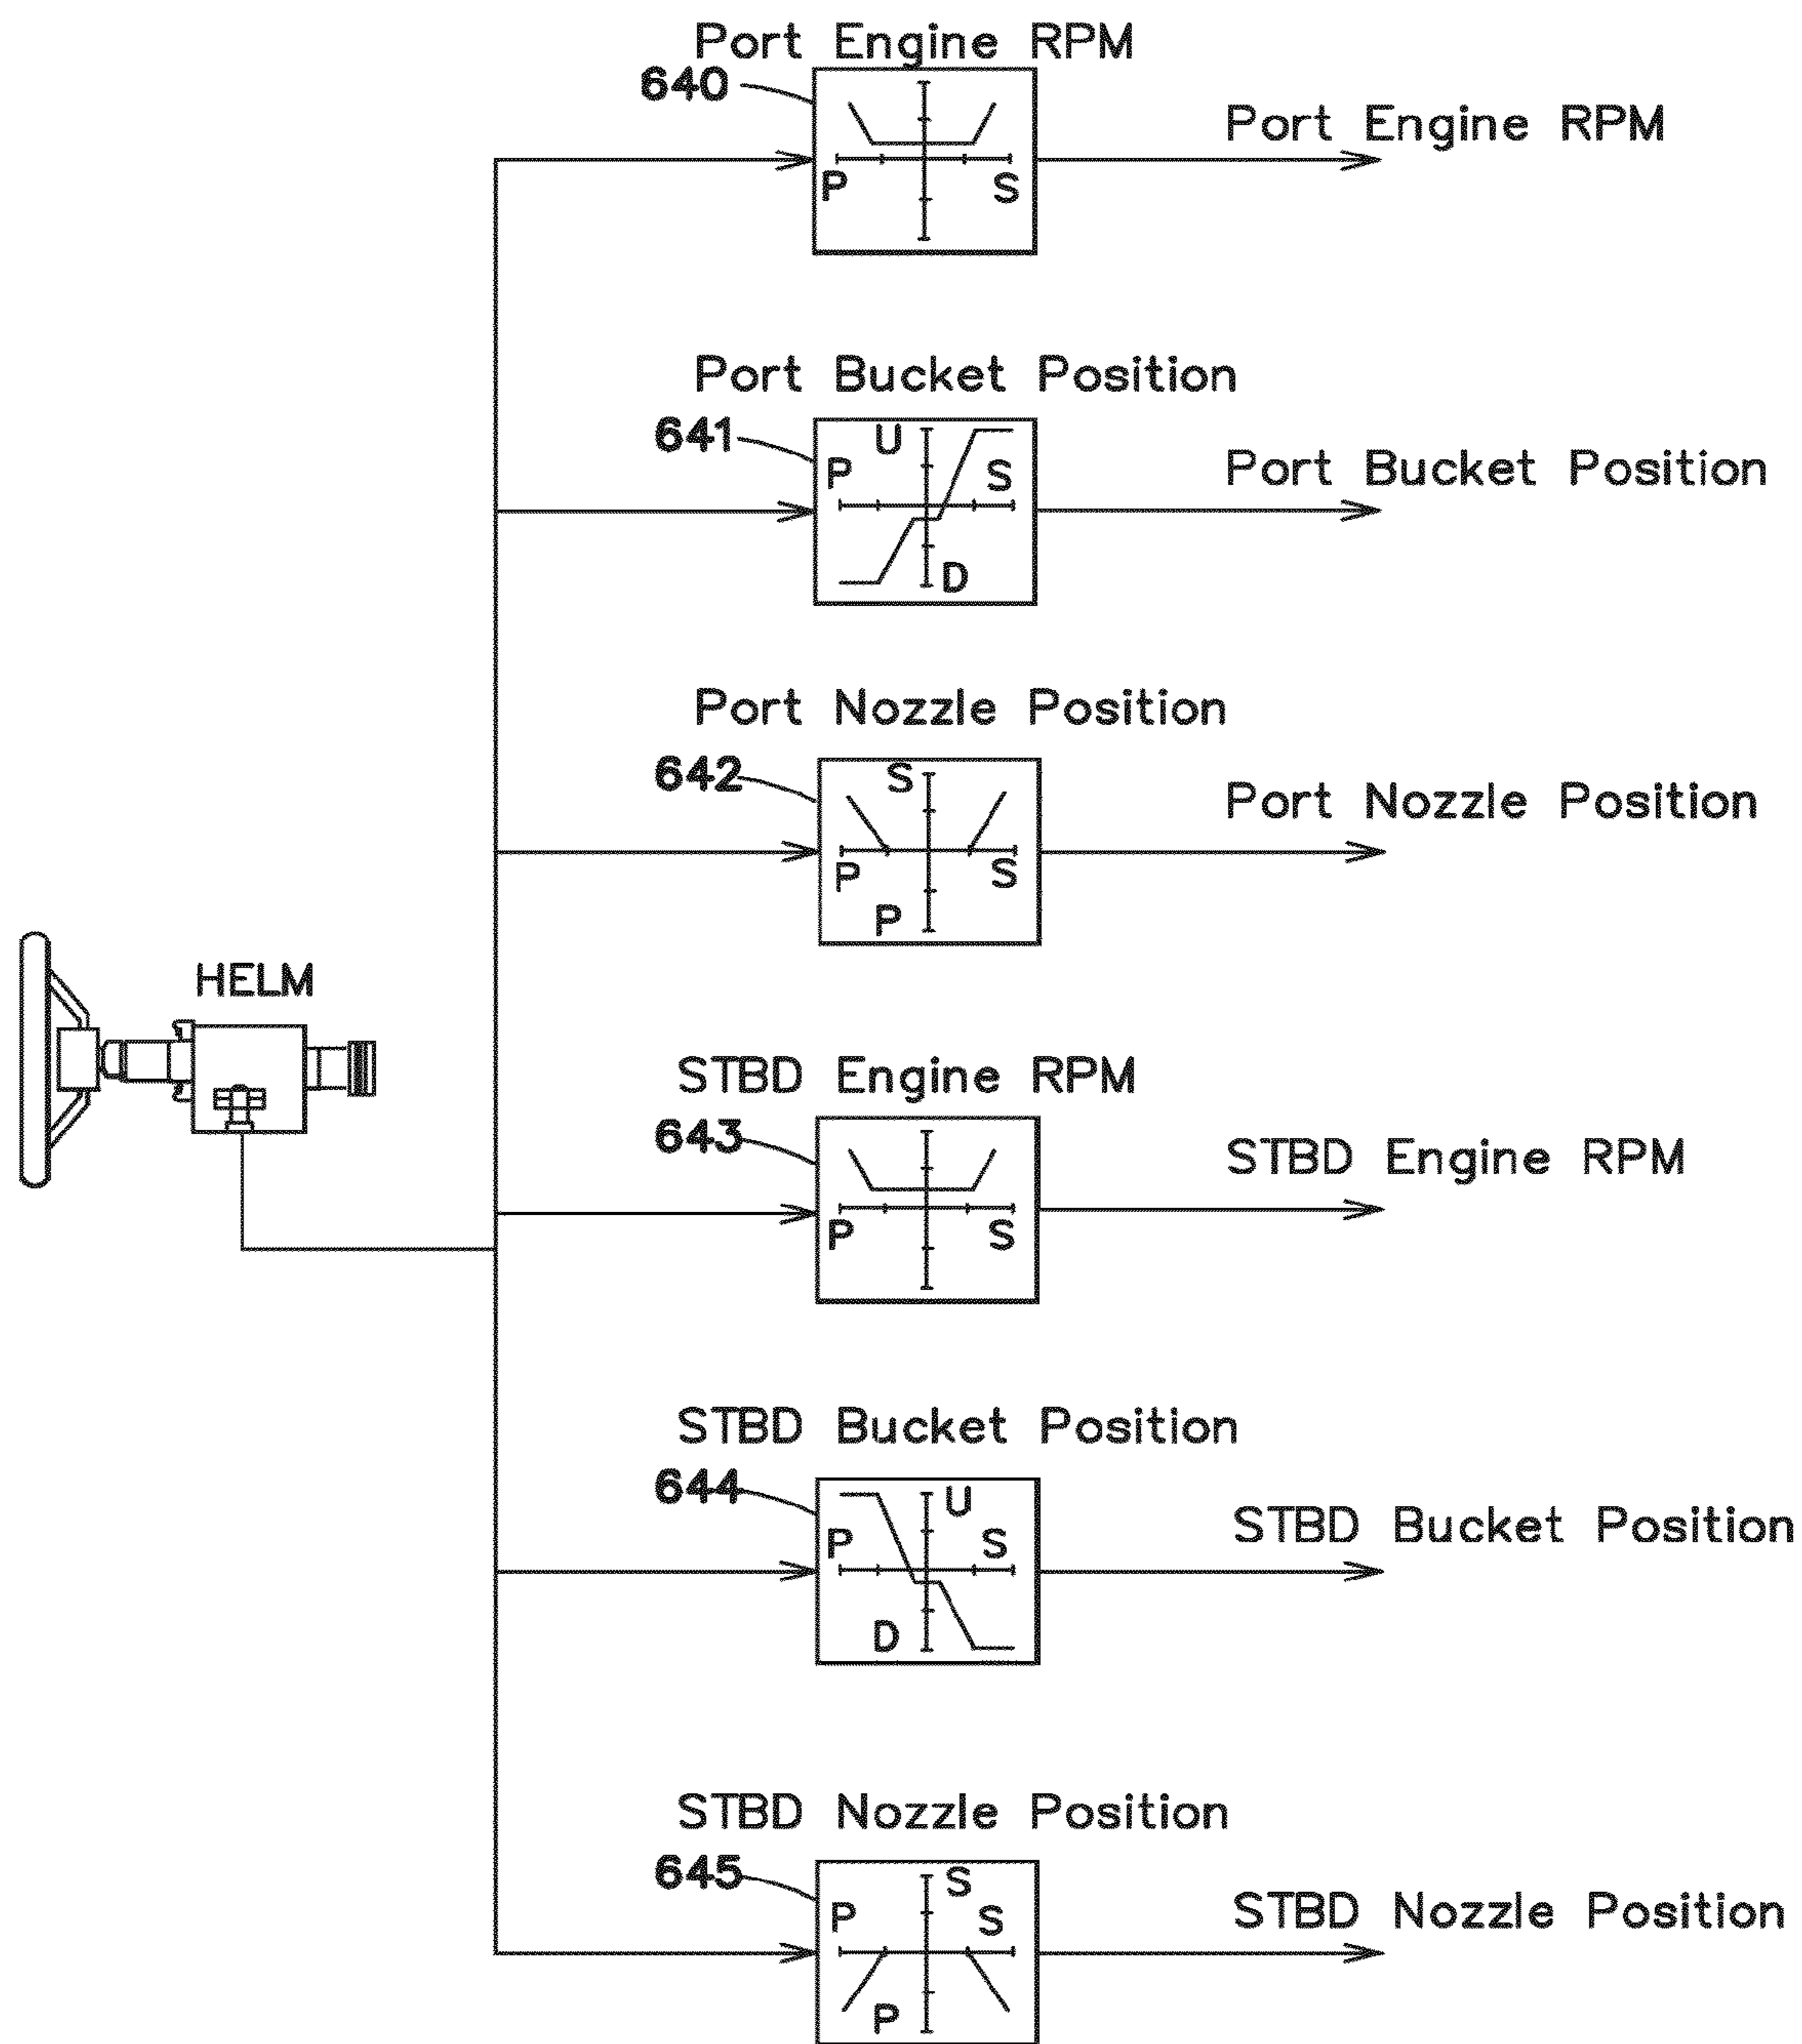 Port Engine RPM
640
P S
Port Engine RPM
Port Bucket Position
641
U
P S
D
Port Bucket Position
Port Nozzle Position
642
S
P S
P
Port Nozzle Position
HELM
STBD Engine RPM
643
P S
STBD Engine RPM
STBD Bucket Position
644
U
P S
D
STBD Bucket Position
STBD Nozzle Position
645
S
P S
P
STBD Nozzle Position